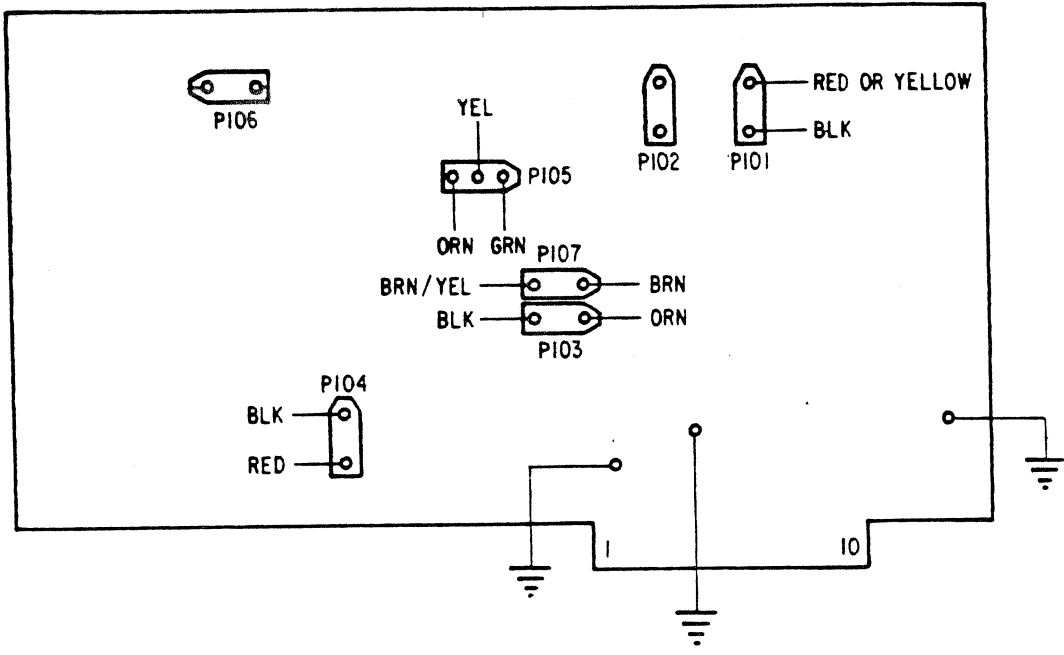 RED OR YELLOW
P106
YEL
BLK
P102
P101
P105
ORN GRN
P107
BRN/YEL
BRN
BLK
ORN
P103
P104
BLK
RED
1
10